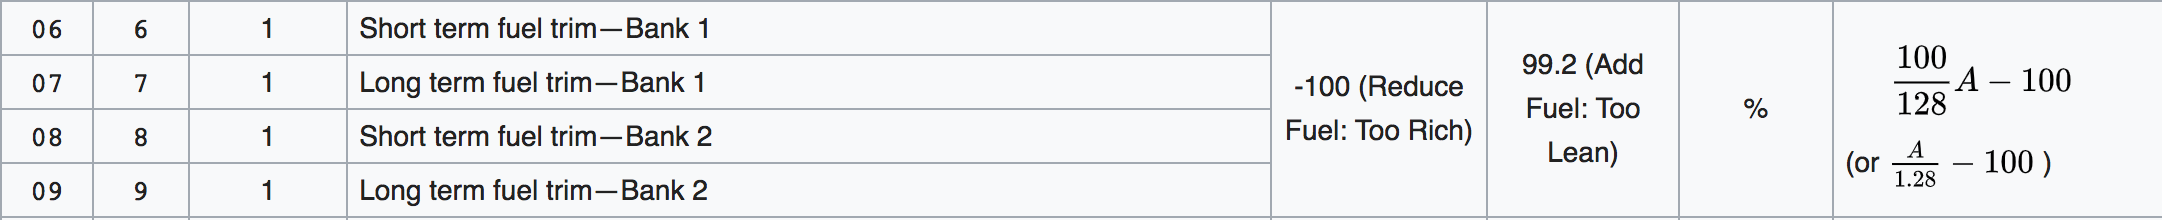 06 6 1 Short term fuel trim—Bank 1
07 7 1 Long term fuel trim—Bank 1
08 8 1 Short term fuel trim—Bank 2
09 9 1 Long term fuel trim—Bank 2
-100 (Reduce
Fuel: Too Rich)
99.2 (Add
Fuel: Too
Lean)
%
100/128 A − 100
(or A/1.28 − 100 )